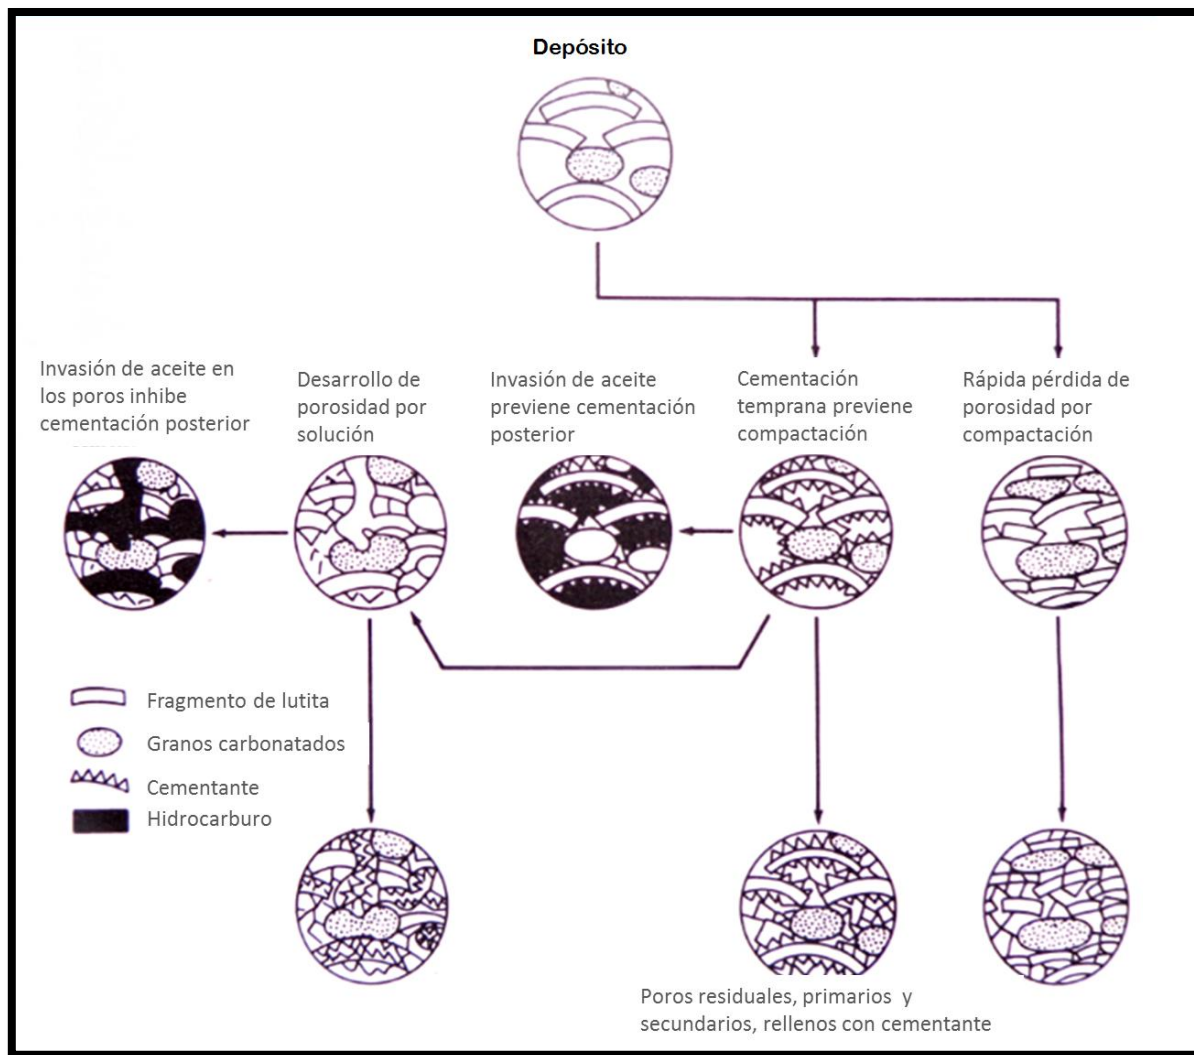 Depósito
Invasión de aceite en
los poros inhibe
cementación posterior
Desarrollo de
porosidad por
solución
Invasión de aceite
previene cementación
posterior
Cementación
temprana previene
compactación
Rápida pérdida de
porosidad por
compactación
Fragmento de lutita
Granos carbonatados
Cementante
Hidrocarburo
Poros residuales, primarios y
secundarios, rellenos con cementante